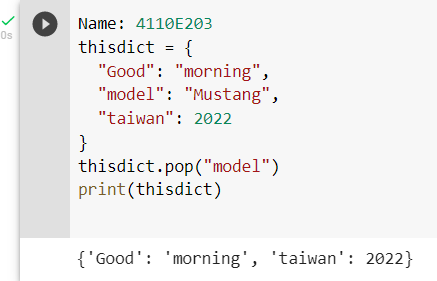 0s
Name: 4110E203
thisdict = {
  "Good": "morning",
  "model": "Mustang",
  "taiwan": 2022
}
thisdict.pop("model")
print(thisdict)
{'Good': 'morning', 'taiwan': 2022}